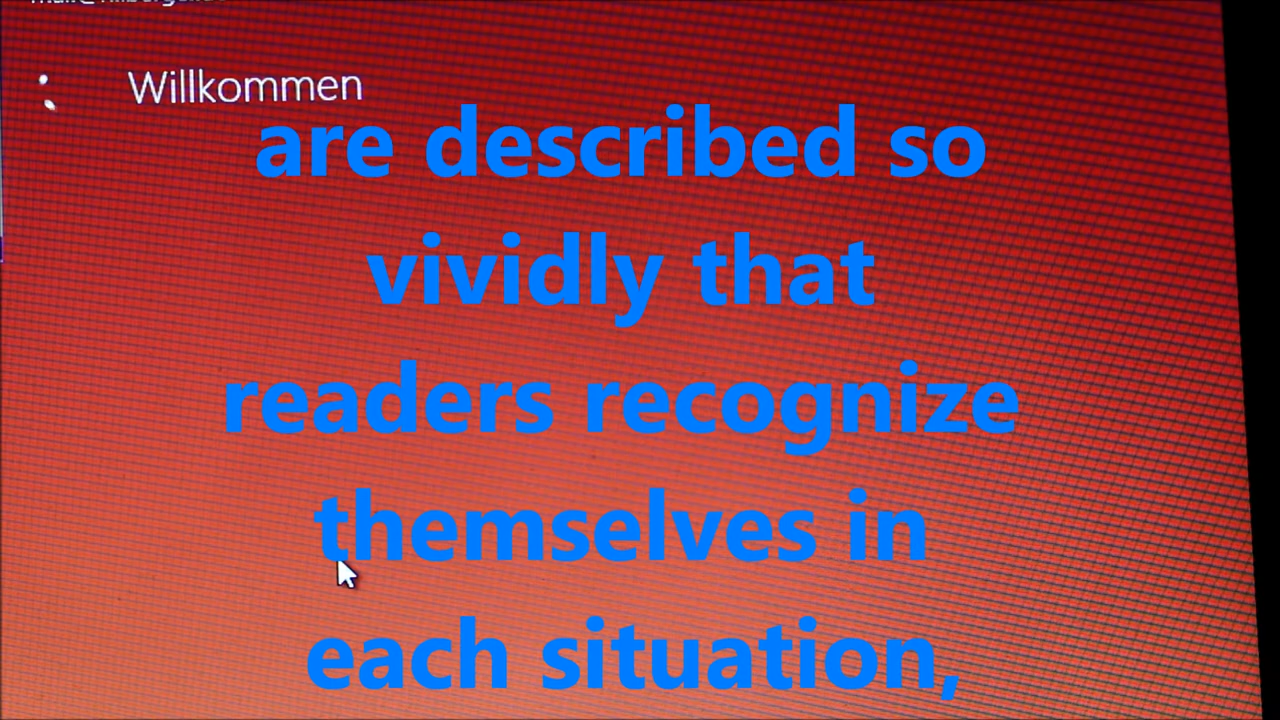 Willkommen
are described so
vividly that
readers recognize
themselves in
each situation,